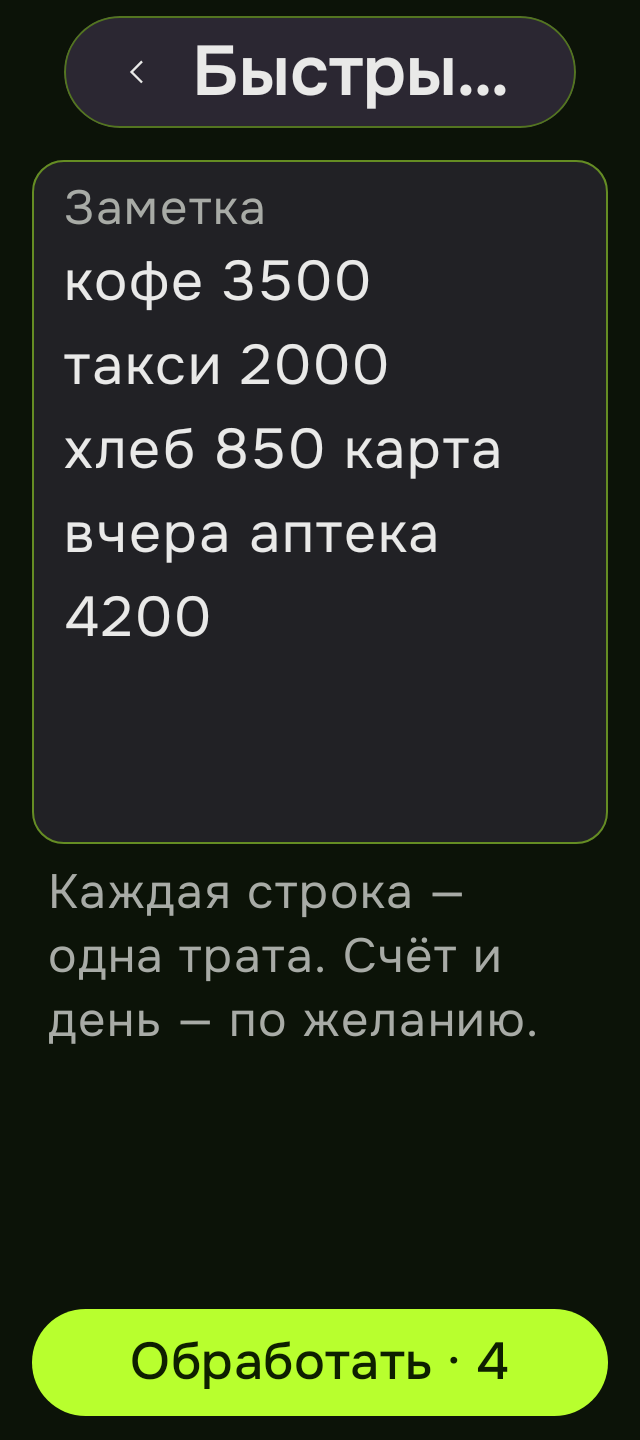 Быстры...
Заметка
кофе 3500
такси 2000
хлеб 850 карта
вчера аптека
4200
Каждая строка —
одна трата. Счёт и
день — по желанию.
Обработать · 4